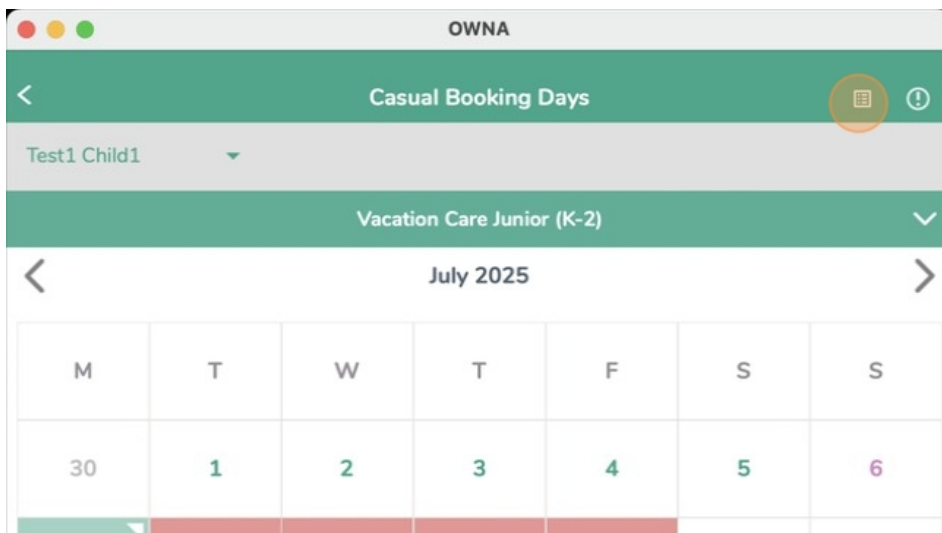 OWNA
Casual Booking Days
Test1 Child1
Vacation Care Junior (K-2)
July 2025
M T W T F S S
30 1 2 3 4 5 6